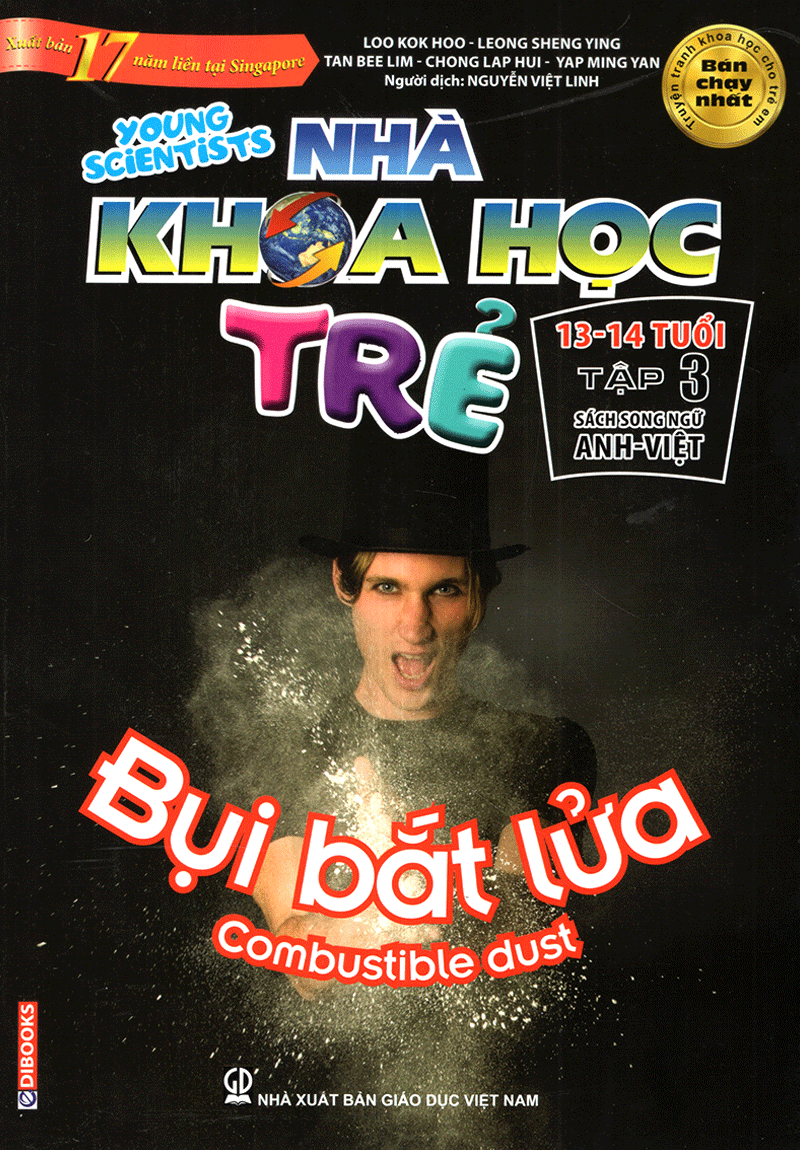 Xuất bản 17 năm liền tại Singapore
LOO KOK HOO - LEONG SHENG YING
TAN BEE LIM - CHONG LAP HUI - YAP MING YAN
Người dịch: NGUYỄN VIỆT LINH
Truyện tranh khoa học cho trẻ em
Bán
chạy
nhất
YOUNG
SCIENTISTS
NHÀ
KHOA HỌC
TRẺ
13-14 TUỔI
TẬP 3
SÁCH SONG NGỮ
ANH-VIỆT
Bụi bắt lửa
Combustible dust
DIBOOKS
GD
NHÀ XUẤT BẢN GIÁO DỤC VIỆT NAM